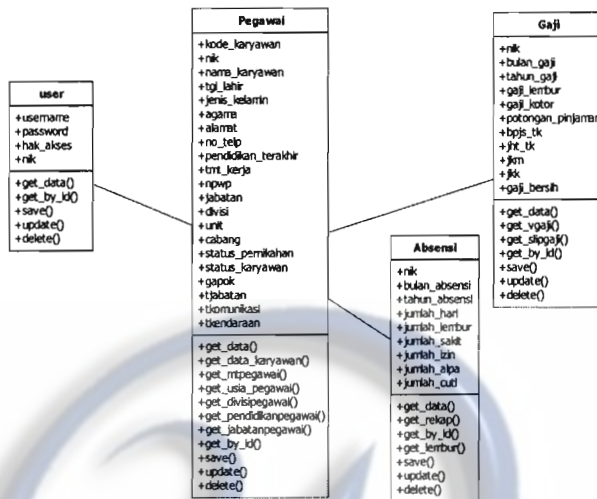 user
+username
+password
+hak_akses
+nik
+get_data()
+get_by_id()
+save()
+update()
+delete()
Pegawai
+kode_karyawan
+nik
+nama_karyawan
+tgl_lahir
+jenis_kelamin
+agama
+alamat
+no_telp
+pendidikan_terakhir
+tmt_kerja
+npwp
+jabatan
+divisi
+unit
+cabang
+status_pernikahan
+status_karyawan
+gapok
+tjabatan
+tkomunikasi
+tkendaraan
+get_data()
+get_data_karyawan()
+get_mtpegawai()
+get_usia_pegawai()
+get_divisipegawai()
+get_pendidikanpegawai()
+get_jabatanpegawai()
+get_by_id()
+save()
+update()
+delete()
Absensi
+nik
+bulan_absensi
+tahun_absensi
+jumlah_hari
+jumlah_lembur
+jumlah_sakit
+jumlah_izin
+jumlah_alpa
+jumlah_cuti
+get_data()
+get_rekap()
+get_by_id()
+get_lembur()
+save()
+update()
+delete()
Gaji
+nik
+bulan_gaji
+tahun_gaji
+gaji_lembur
+gaji_kotor
+potongan_pinjaman
+bpjs_tk
+jht_tk
+jkm
+jkk
+gaji_bersih
+get_data()
+get_vgaji()
+get_slipgaji()
+get_by_id()
+save()
+update()
+delete()